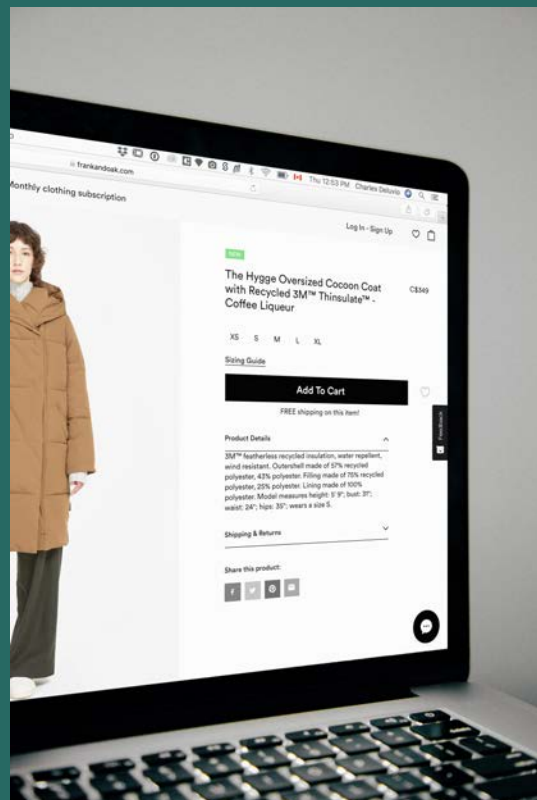 Thu 12:53 PM Charles Deluvio
frankandoak.com
Monthly clothing subscription
Log In - Sign Up
NEW
The Hygge Oversized Cocoon Coat
with Recycled 3M™ Thinsulate™ -
Coffee Liqueur
C$349
XS S M L XL
Sizing Guide
Add To Cart
FREE shipping on this item!
Feedback
Product Details
3M™ featherless recycled insulation, water repellent,
wind resistant. Outershell made of 57% recycled
polyester, 43% polyester. Filling made of 75% recycled
polyester, 25% polyester. Lining made of 100%
polyester. Model measures height: 5'9"; bust: 31";
waist: 24"; hips: 35"; wears a size S.
Shipping & Returns
Share this product: